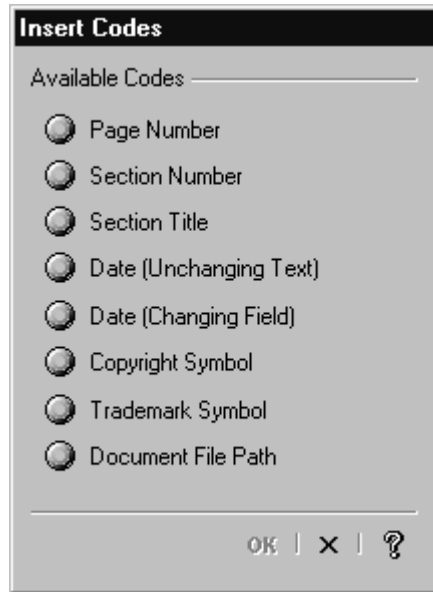 Insert Codes
Available Codes
Page Number
Section Number
Section Title
Date (Unchanging Text)
Date (Changing Field)
Copyright Symbol
Trademark Symbol
Document File Path
OK | X | ?